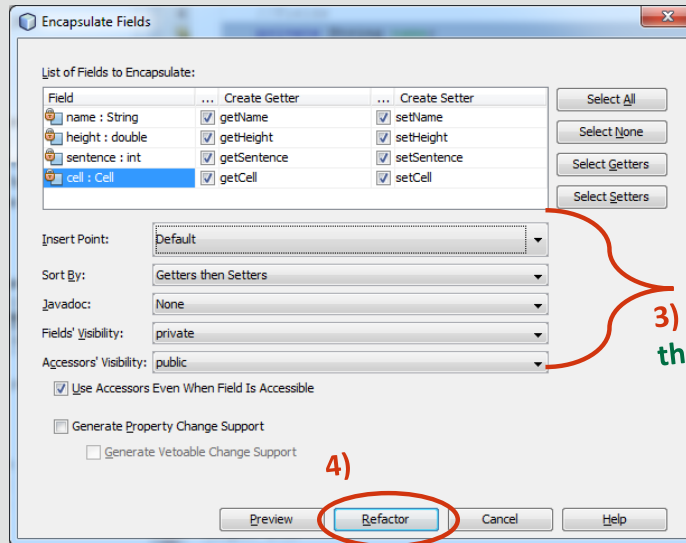 Encapsulate Fields
List of Fields to Encapsulate:
Field ... Create Getter ... Create Setter
name : String getName setName
height : double getHeight setHeight
sentence : int getSentence setSentence
cell : Cell getCell setCell
Select All
Select None
Select Getters
Select Setters
Insert Point: Default
Sort By: Getters then Setters
Javadoc: None
Fields' Visibility: private
Accessors' Visibility: public
3)
th
Use Accessors Even When Field Is Accessible
Generate Property Change Support
Generate Vetoable Change Support
4)
Preview Refactor Cancel Help